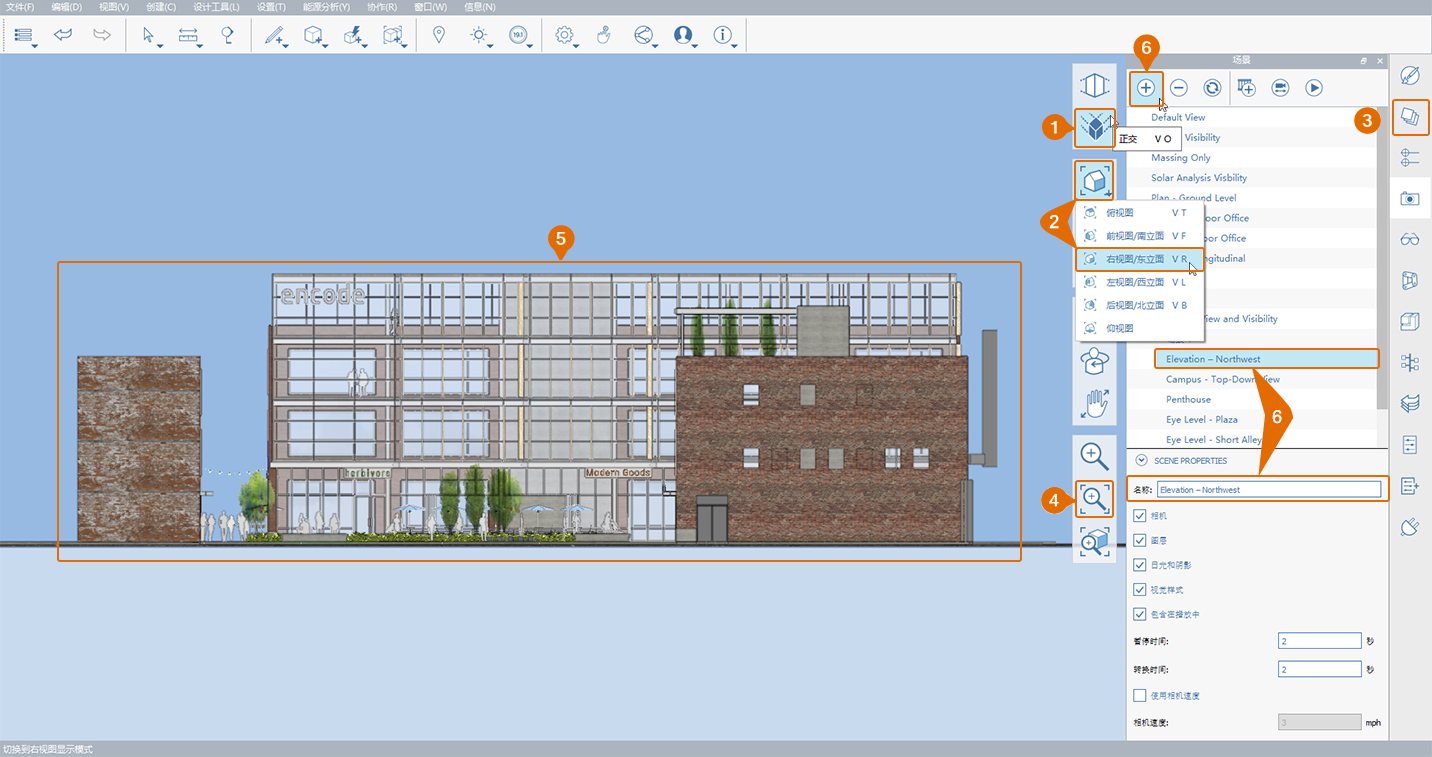 文件(F) 编辑(D) 视图(V) 创建(C) 设计工具(L) 设置(T) 能源分析(Y) 协作(R) 窗口(W) 信息(N)
19.1
6
场景
1
正交 V O
3
Default View
Visibility
Massing Only
Solar Analysis Visbility
Plan - Ground Level
oor Office
oor Office
ngitudinal
iew and Visibility
2
俯视图 V T
前视图/南立面 V F
右视图/东立面 V R
左视图/西立面 V L
后视图/北立面 V B
仰视图
5
encode
herbivore
Modern Goods
Elevation – Northwest
Campus - Top-Down View
Penthouse
Eye Level - Plaza
Eye Level - Short Alley
6
SCENE PROPERTIES
4
名称: Elevation – Northwest
相机
图层
日光和阴影
视觉样式
包含在播放中
暂停时间: 2 秒
转换时间: 2 秒
使用相机速度
相机速度: 3 mph
切换到右视图显示模式